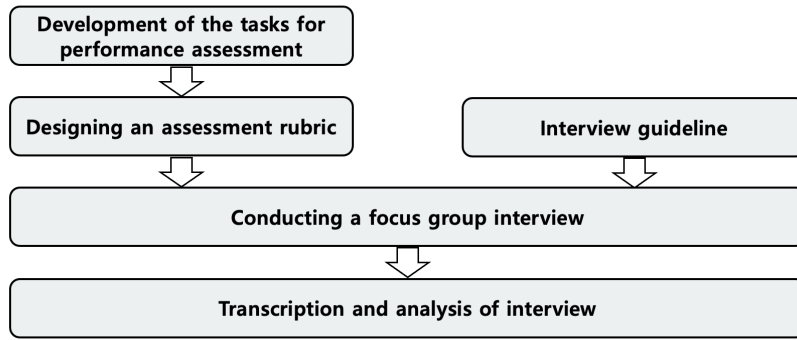 Development of the tasks for
performance assessment
Designing an assessment rubric
Interview guideline
Conducting a focus group interview
Transcription and analysis of interview